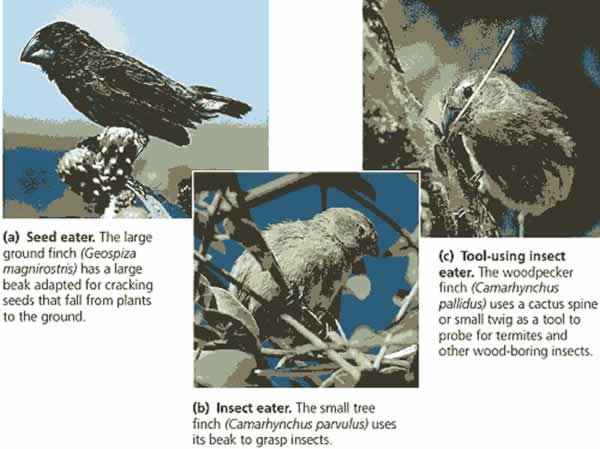 (a) Seed eater. The large
ground finch (Geospiza
magnirostris) has a large
beak adapted for cracking
seeds that fall from plants
to the ground.
(b) Insect eater. The small tree
finch (Camarhynchus parvulus) uses
its beak to grasp insects.
(c) Tool-using insect
eater. The woodpecker
finch (Camarhynchus
pallidus) uses a cactus spine
or small twig as a tool to
probe for termites and
other wood-boring insects.